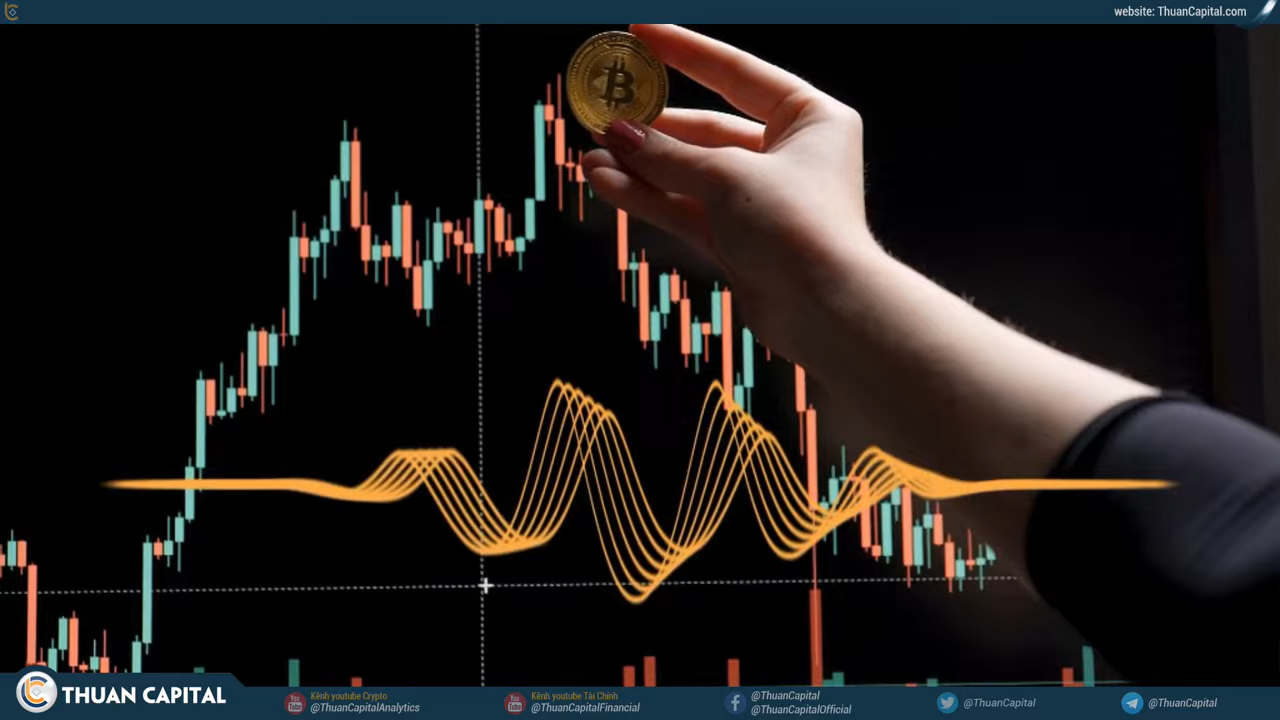 website: ThuanCapital.com
THUAN CAPITAL
Kênh youtube Crypto
@ThuanCapitalAnalytics
Kênh youtube Tài Chính
@ThuanCapitalFinancial
@ThuanCapital
@ThuanCapitalOfficial
@ThuanCapital
@ThuanCapital